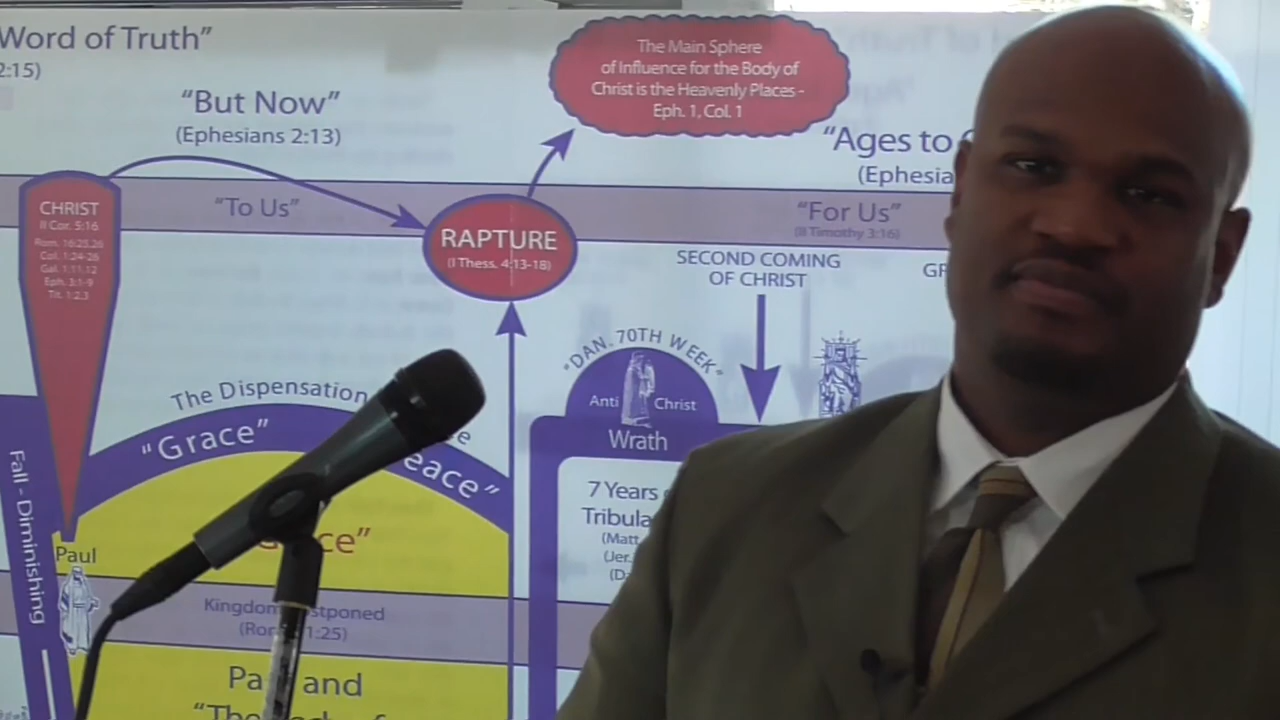 Word of Truth"
2:15)
"But Now"
(Ephesians 2:13)
The Main Sphere
of Influence for the Body of
Christ is the Heavenly Places -
Eph. 1, Col. 1
"Ages to
(Ephesia
CHRIST
II Cor. 5:16
Rom. 16:25,26
Col. 1:24-26
Gal. 1:11,12
Eph. 3:1-9
Tit. 1:2,3
"To Us"
RAPTURE
(I Thess. 4:13-18)
"For Us"
(II Timothy 3:16)
SECOND COMING
OF CHRIST
"DAN. 70TH WEEK"
Anti Christ
Wrath
The Dispensation
"Grace"
eace"
Fall - Diminishing
7 Years
Tribula
(Matt.
(Jer.
ce"
Paul
Kingdom stponed
1:25)
Pa and